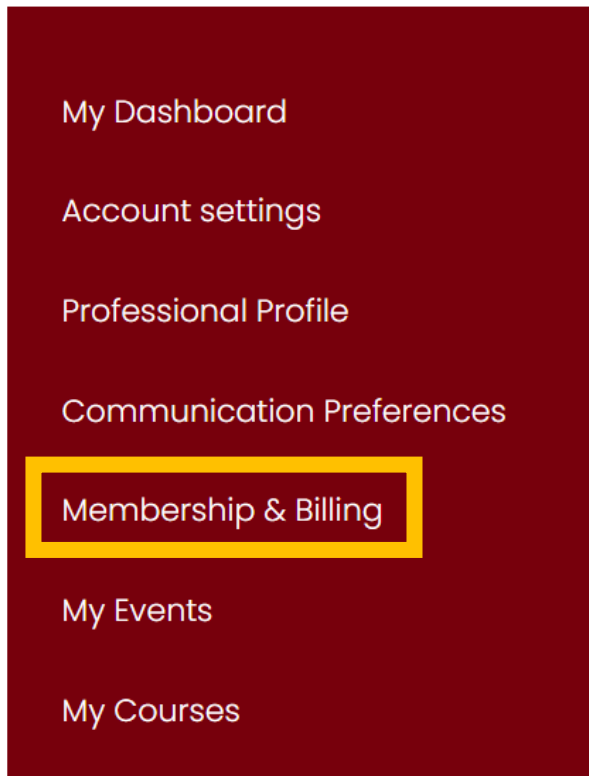 My Dashboard
Account settings
Professional Profile
Communication Preferences
Membership & Billing
My Events
My Courses